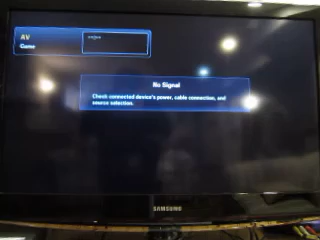 AV
Game
No Signal
Check connected device's power, cable connection, and
source selection.
SAMSUNG